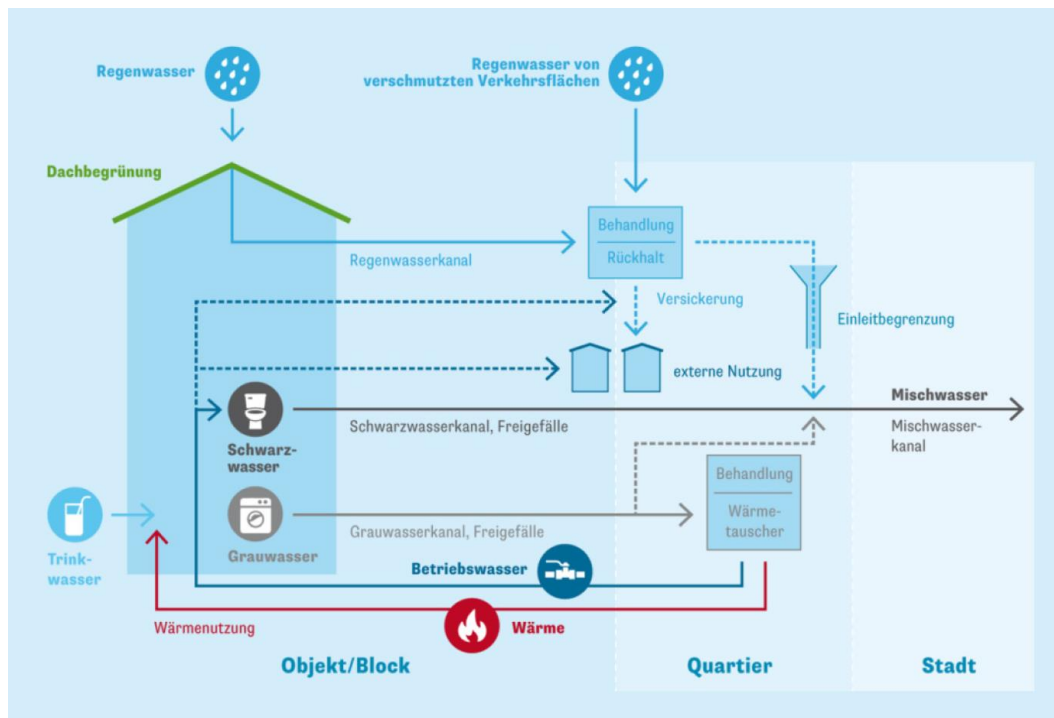 Regenwasser
Regenwasser von
verschmutzten Verkehrsflächen
Dachbegrünung
Behandlung
Rückhalt
Regenwasserkanal
Versickerung
Einleitbegrenzung
externe Nutzung
Mischwasser
Mischwasser-
kanal
Schwarzwasserkanal, Freigefälle
Schwarz-
wasser
Behandlung
Wärme-
tauscher
Grauwasserkanal, Freigefälle
Grauwasser
Trink-
wasser
Betriebswasser
Wärmenutzung
Wärme
Objekt/Block
Quartier
Stadt